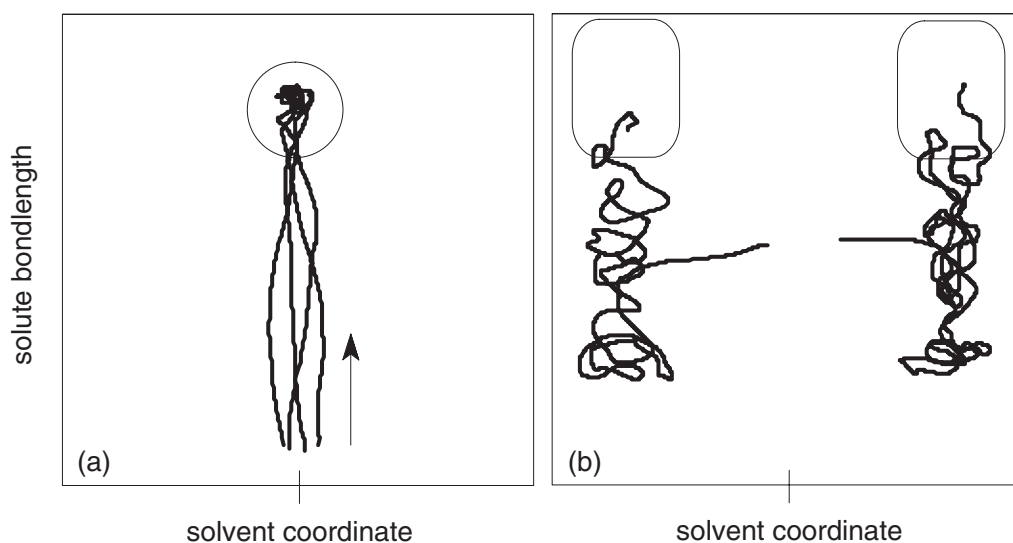 solute bondlength
(a)
(b)
solvent coordinate
solvent coordinate